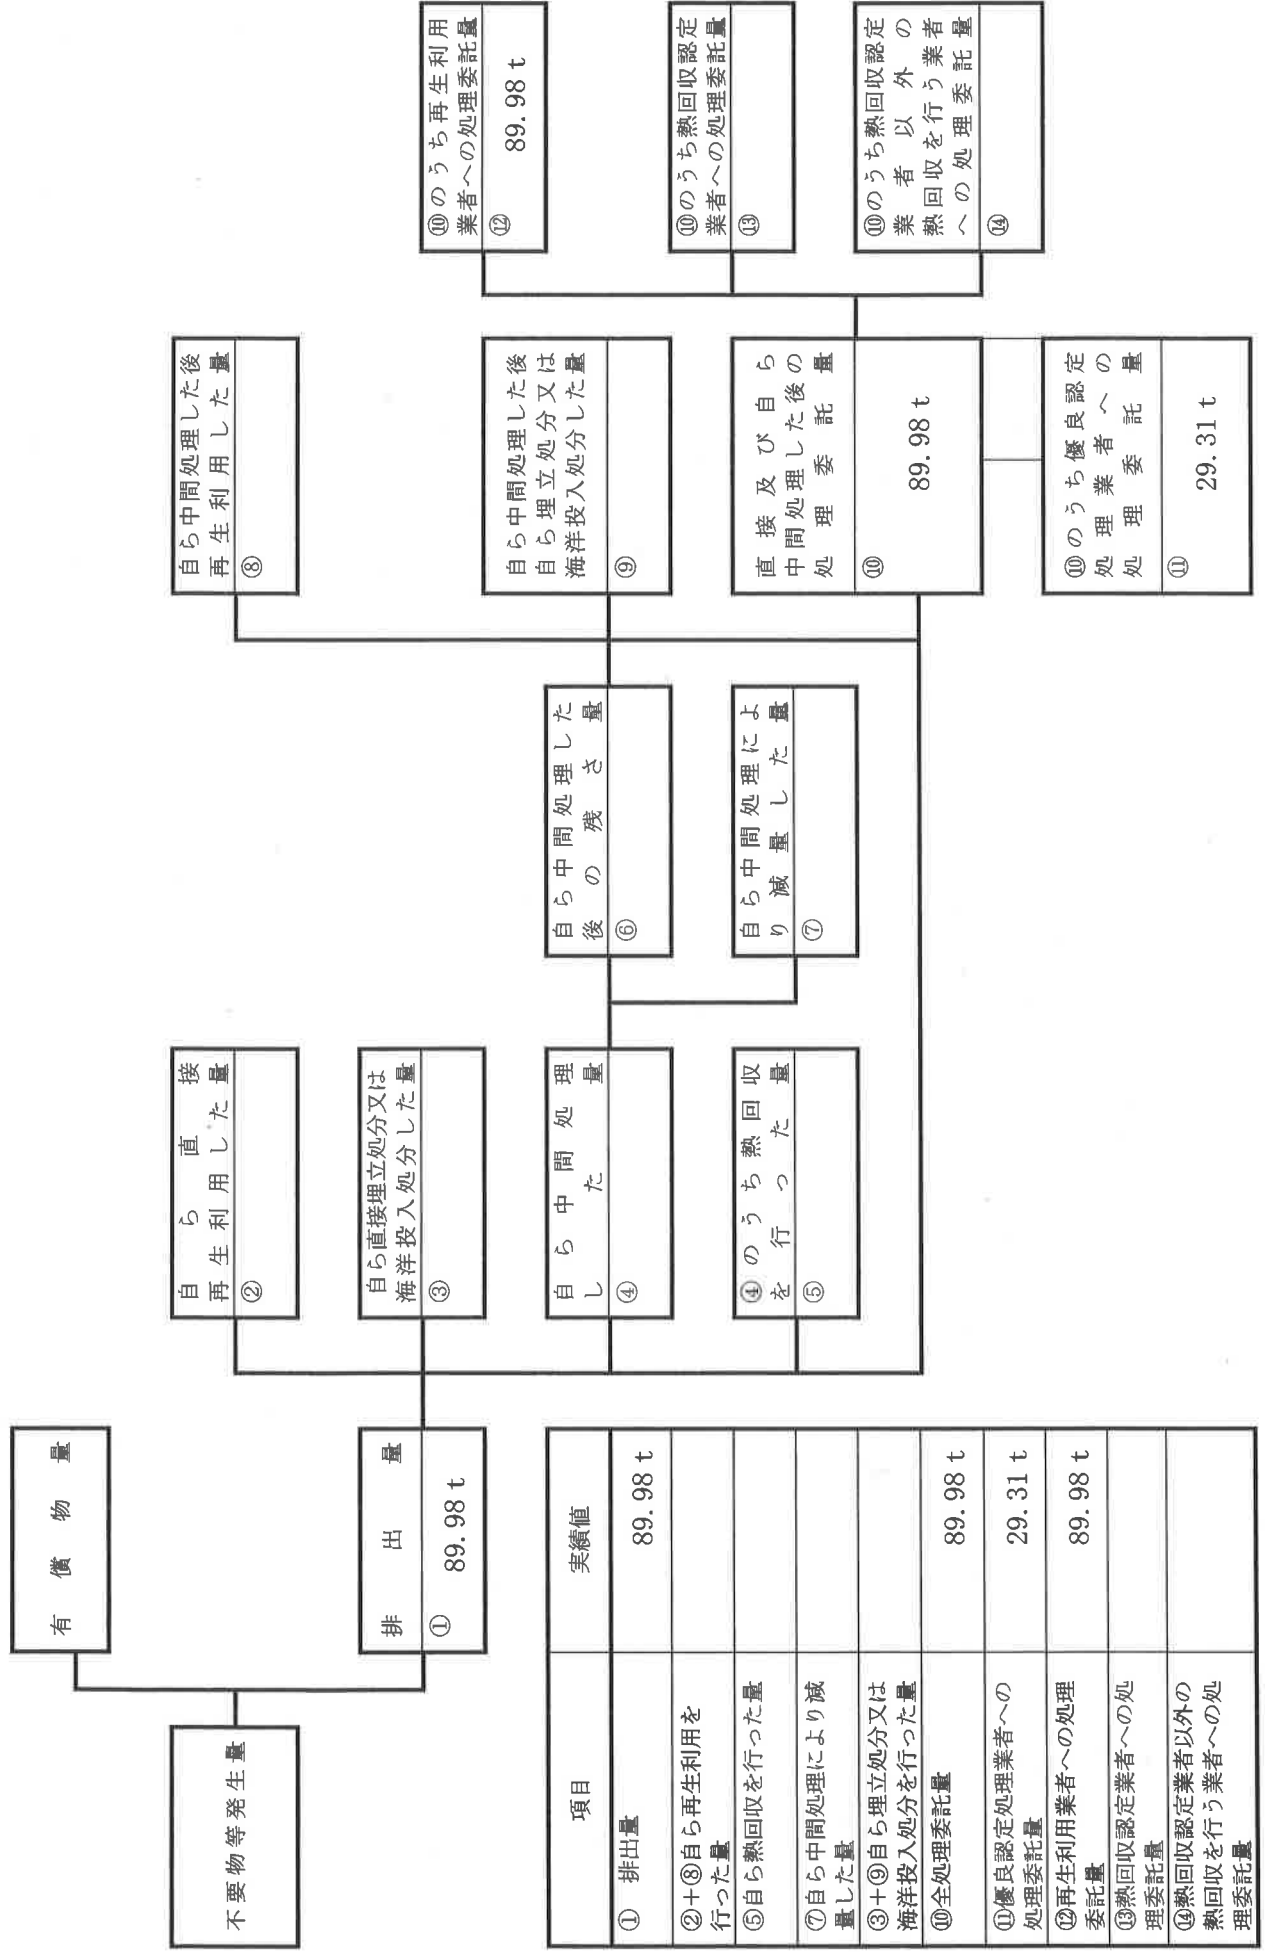 不要物等発生量
有償物量
排出量
① 89.98 t
自ら直接
再生利用した量
②
自ら直接埋立処分又は
海洋投入処分した量
③
自ら中間処理
した量
④
④のうち熱回収
を行った量
⑤
自ら中間処理した
後の残さ量
⑥
自ら中間処理によ
り減量した量
⑦
自ら中間処理した後
再生利用した量
⑧
自ら中間処理した後
自ら埋立処分又は
海洋投入処分した量
⑨
直接及び自ら
中間処理した後の
処理委託量
⑩ 89.98 t
⑩のうち優良認定
処理業者への
処理委託量
⑪ 29.31 t
⑩のうち再生利用
業者への処理委託量
⑫ 89.98 t
⑩のうち熱回収認定
業者への処理委託量
⑬
⑩のうち熱回収認定
業者以外の
熱回収を行う業者
への処理委託量
⑭
項目 実績値
① 排出量 89.98 t
②+⑧自ら再生利用を
行った量
⑤自ら熱回収を行った量
⑦自ら中間処理により減
量した量
③+⑨自ら埋立処分又は
海洋投入処分を行った量
⑩全処理委託量 89.98 t
⑪優良認定処理業者への
処理委託量 29.31 t
⑫再生利用業者への処理
委託量 89.98 t
⑬熱回収認定業者への処
理委託量
⑭熱回収認定業者以外の
熱回収を行う業者への処
理委託量